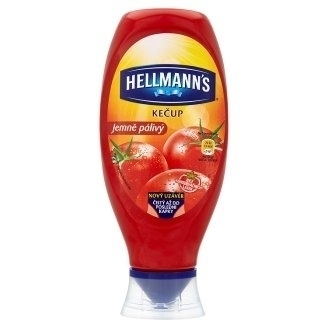 HELLMANN'S
KEČUP
jemně pálivý
NOVÝ UZÁVĚR
ČISTÝ AŽ DO
POSLEDNÍ
KAPKY